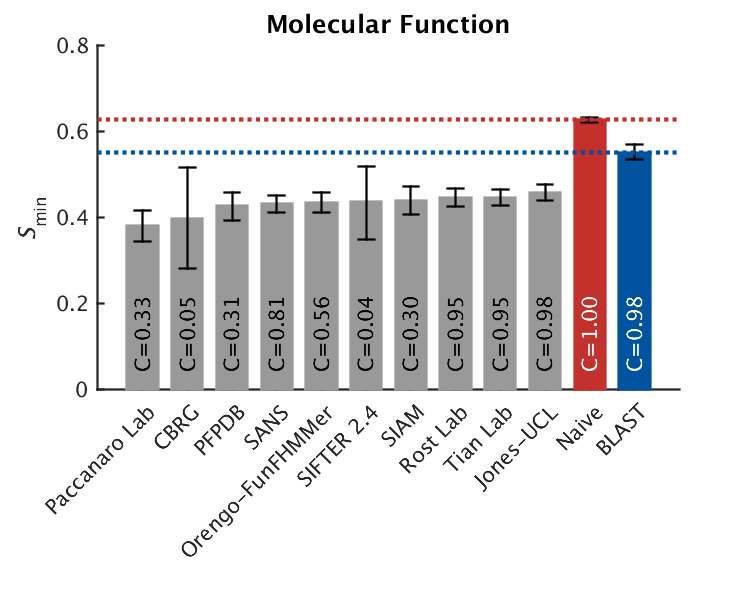 Molecular Function
0.8
0.6
0.4
0.2
0
Smin
C=0.33
C=0.05
C=0.31
C=0.81
C=0.56
C=0.04
C=0.30
C=0.95
C=0.95
C=0.98
C=1.00
C=0.98
Paccanaro Lab
CBRG
PFPDB
SANS
Orengo-FunFHMMer
SIFTER 2.4
SIAM
Rost Lab
Tian Lab
Jones-UCL
Naive
BLAST